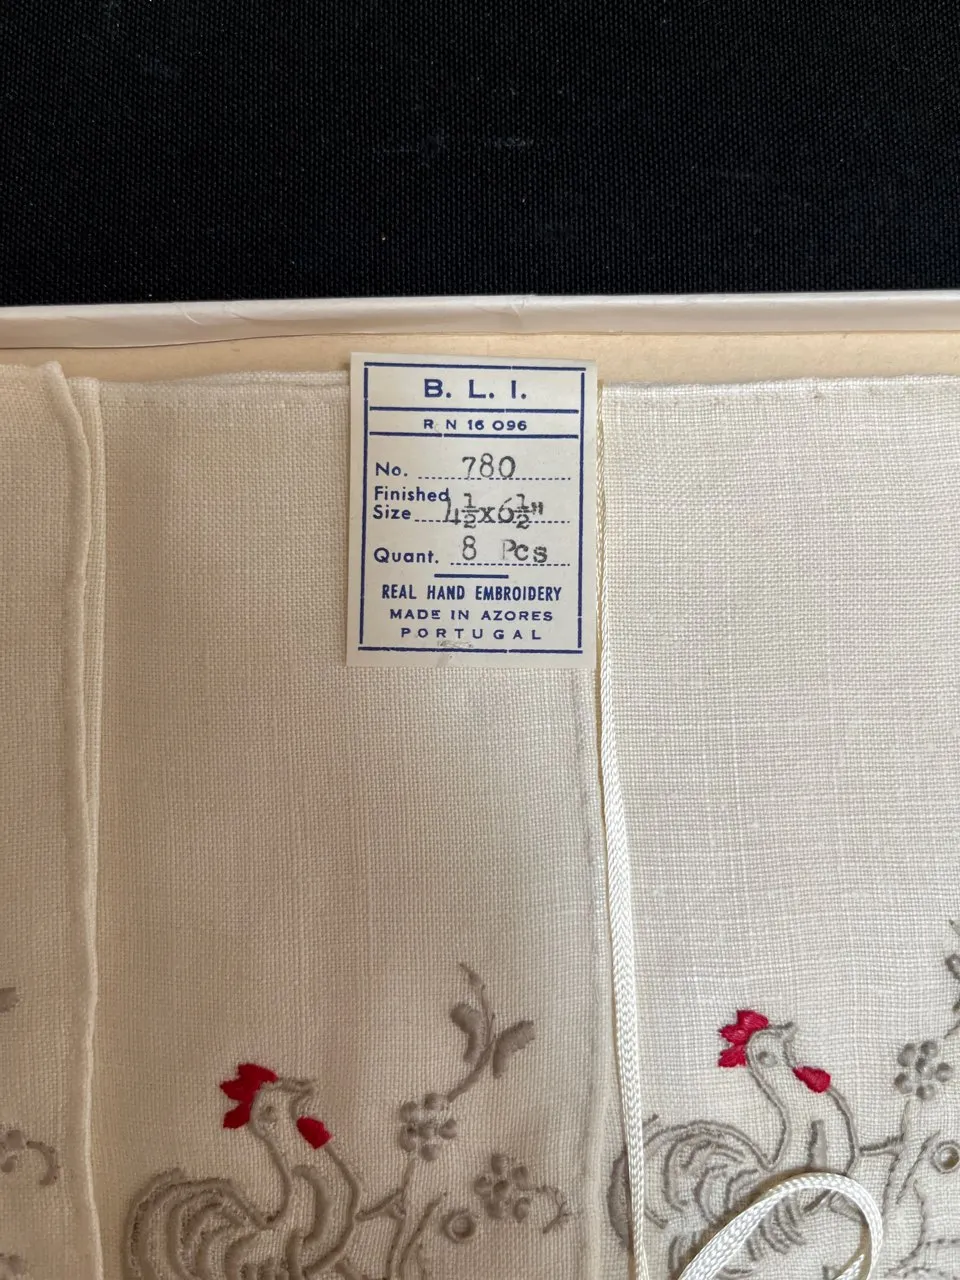 B. L. I.
R N 16 096
No. 780
Finished
Size 4½x6½"
Quant. 8 Pcs
REAL HAND EMBROIDERY
MADE IN AZORES
PORTUGAL